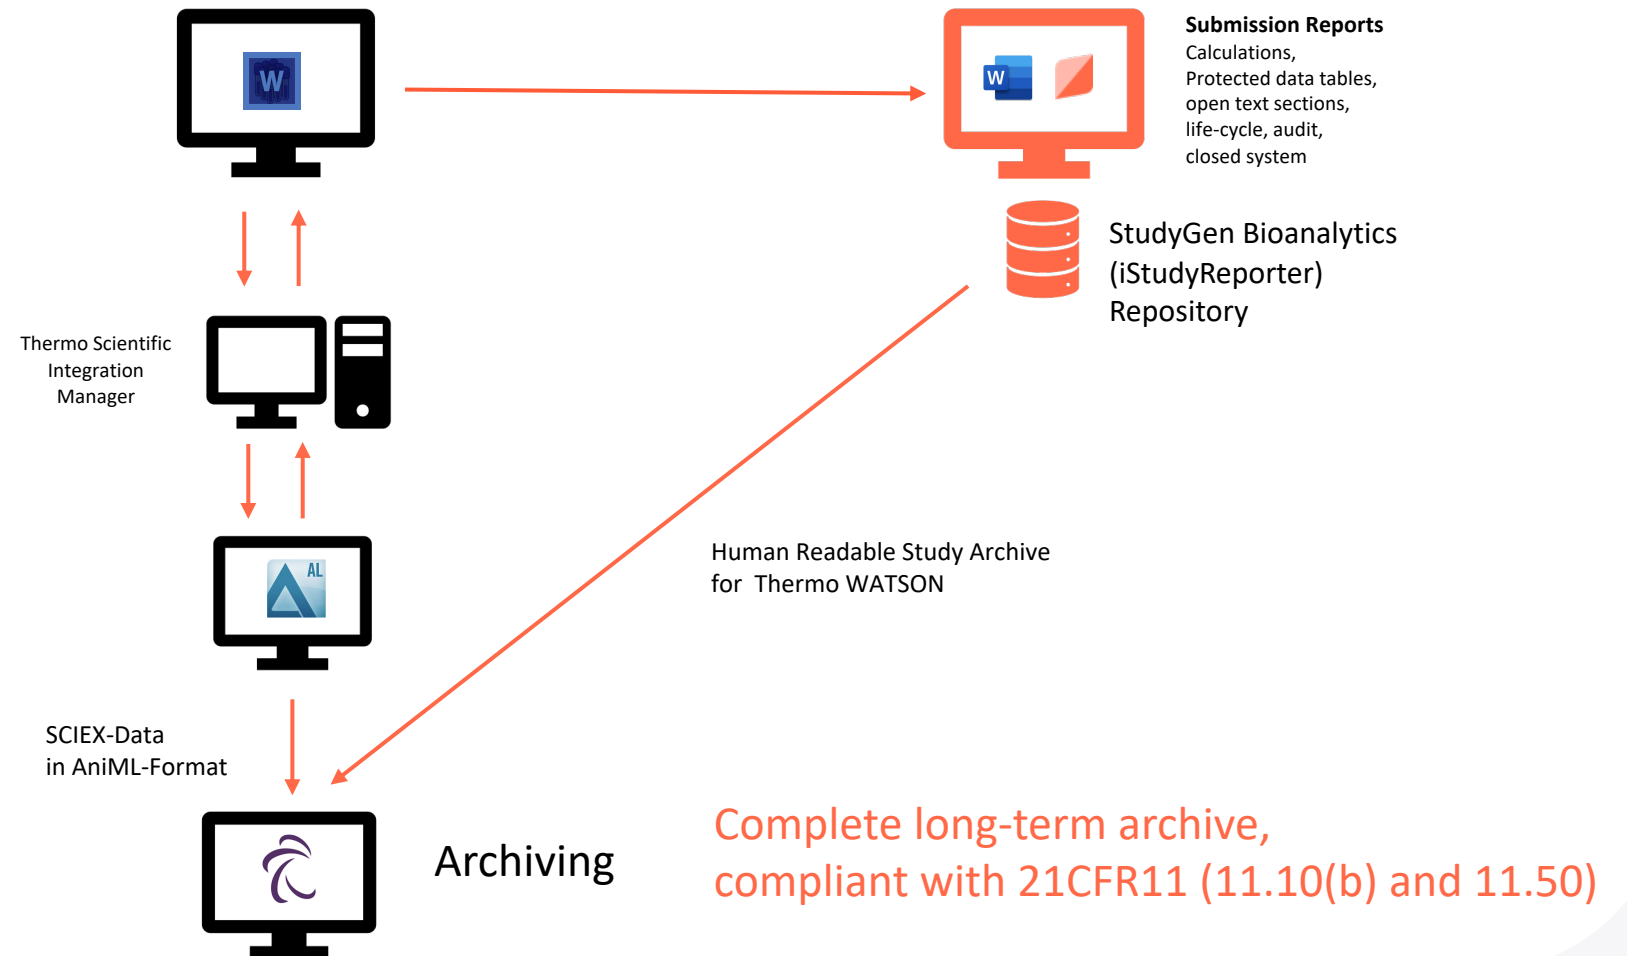 W
W
Submission Reports
Calculations,
Protected data tables,
open text sections,
life-cycle, audit,
closed system
StudyGen Bioanalytics
(iStudyReporter)
Repository
Thermo Scientific
Integration
Manager
AL
Human Readable Study Archive
for  Thermo WATSON
SCIEX-Data
in AniML-Format
Archiving
Complete long-term archive,
compliant with 21CFR11 (11.10(b) and 11.50)